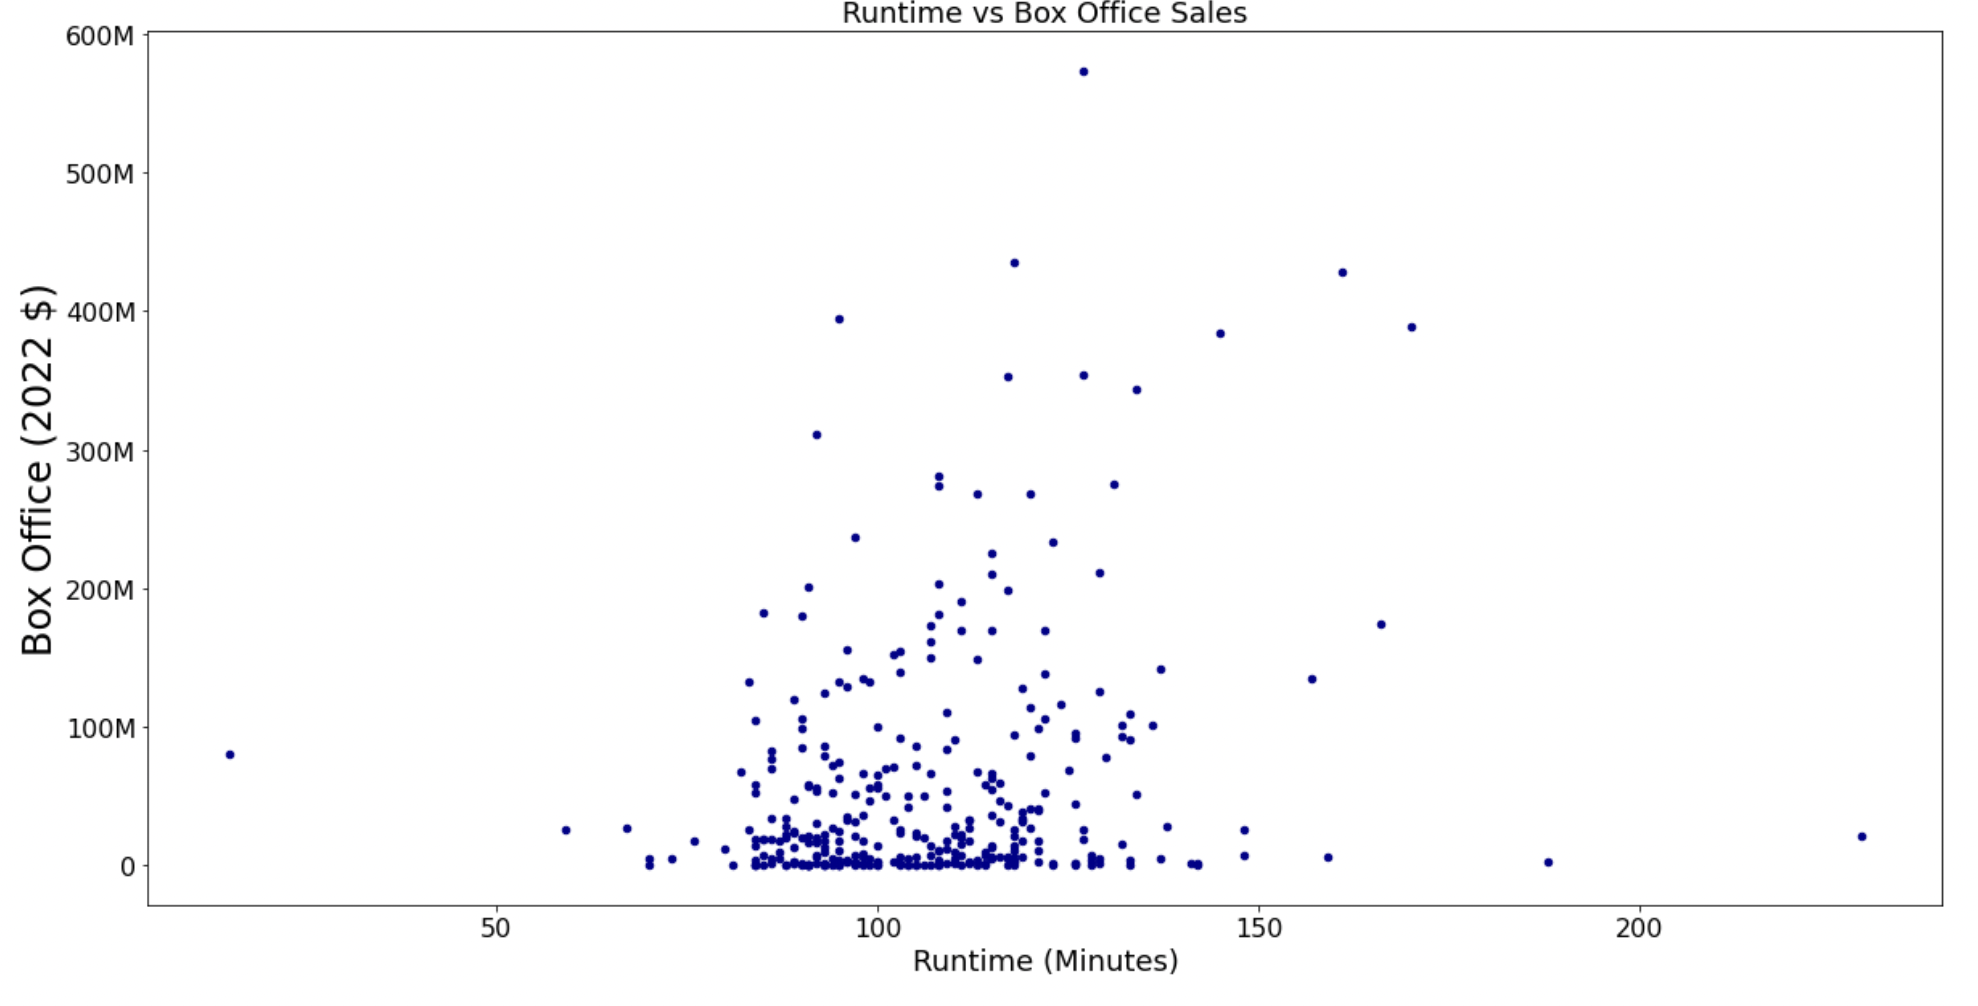 Runtime vs Box Office Sales
600M
500M
400M
300M
200M
100M
0
Box Office (2022 $)
50 100 150 200
Runtime (Minutes)